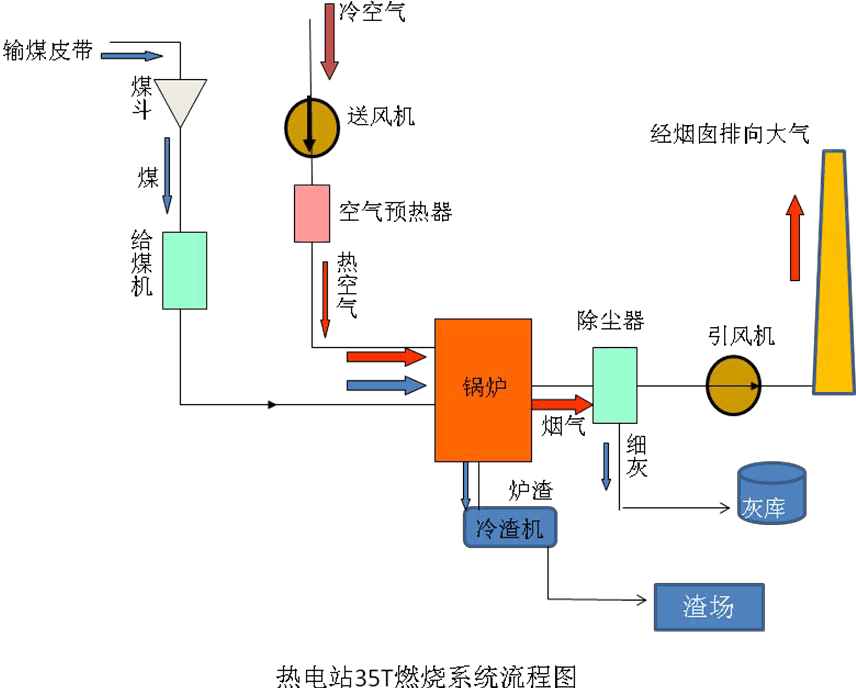 冷空气
输煤皮带
煤斗
送风机
经烟囱排向大气
煤
空气预热器
给煤机
热空气
除尘器
引风机
锅炉
烟气
细灰
炉渣
灰库
冷渣机
渣场
热电站35T燃烧系统流程图